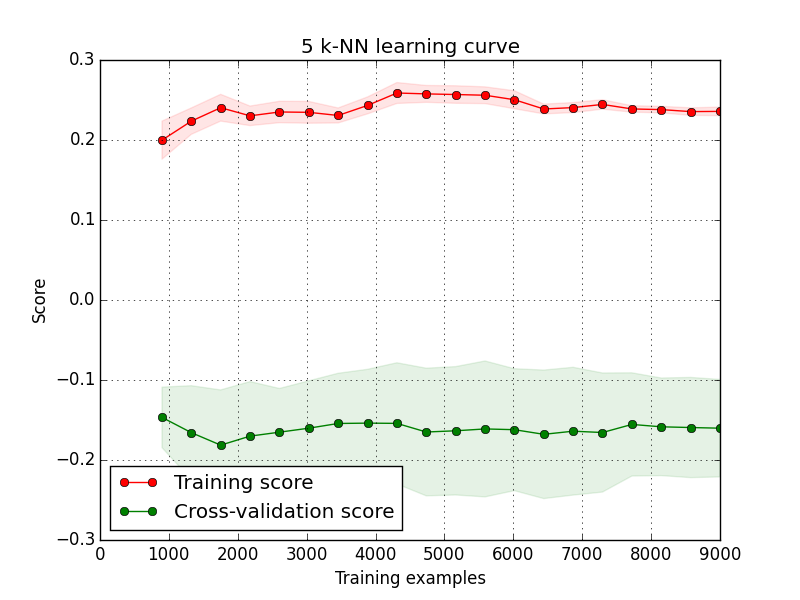 5 k-NN learning curve
0.3
0.2
0.1
0.0
−0.1
−0.2
−0.3
Score
Training score
Cross-validation score
0 1000 2000 3000 4000 5000 6000 7000 8000 9000
Training examples